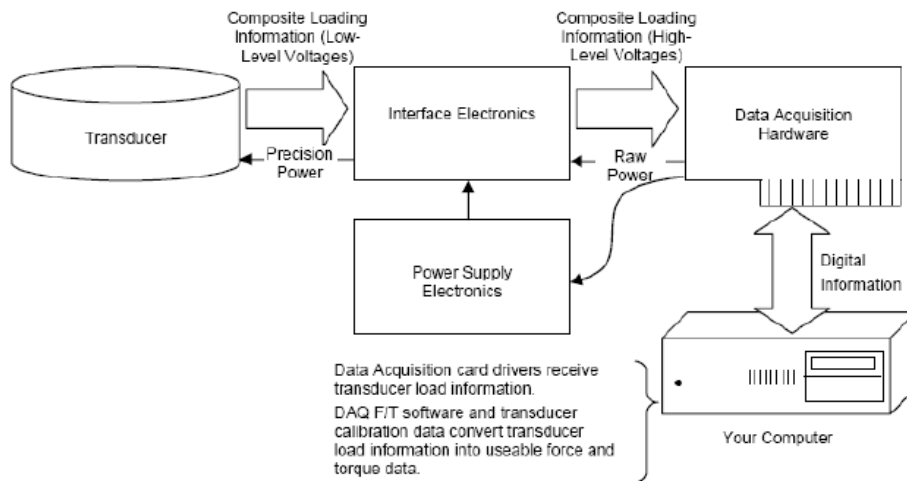 Composite Loading
Information (Low-
Level Voltages)
Composite Loading
Information (High-
Level Voltages)
Transducer
Interface Electronics
Data Acquisition
Hardware
Precision
Power
Raw
Power
Power Supply
Electronics
Digital
Information
Data Acquisition card drivers receive
transducer load information.
DAQ F/T software and transducer
calibration data convert transducer
load information into useable force and
torque data.
Your Computer